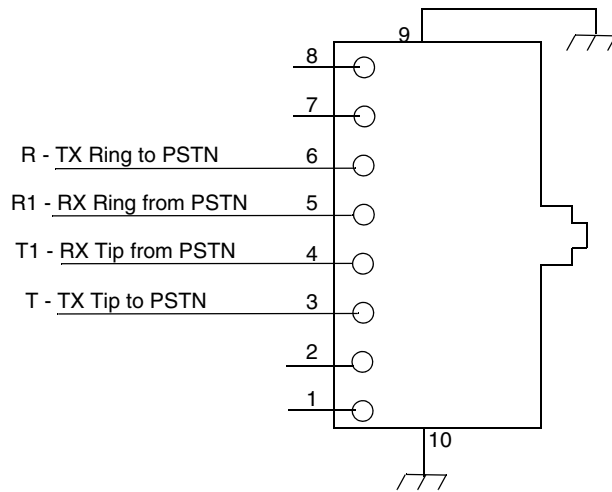 9
8
7
R - TX Ring to PSTN 6
R1 - RX Ring from PSTN 5
T1 - RX Tip from PSTN 4
T - TX Tip to PSTN 3
2
1
10